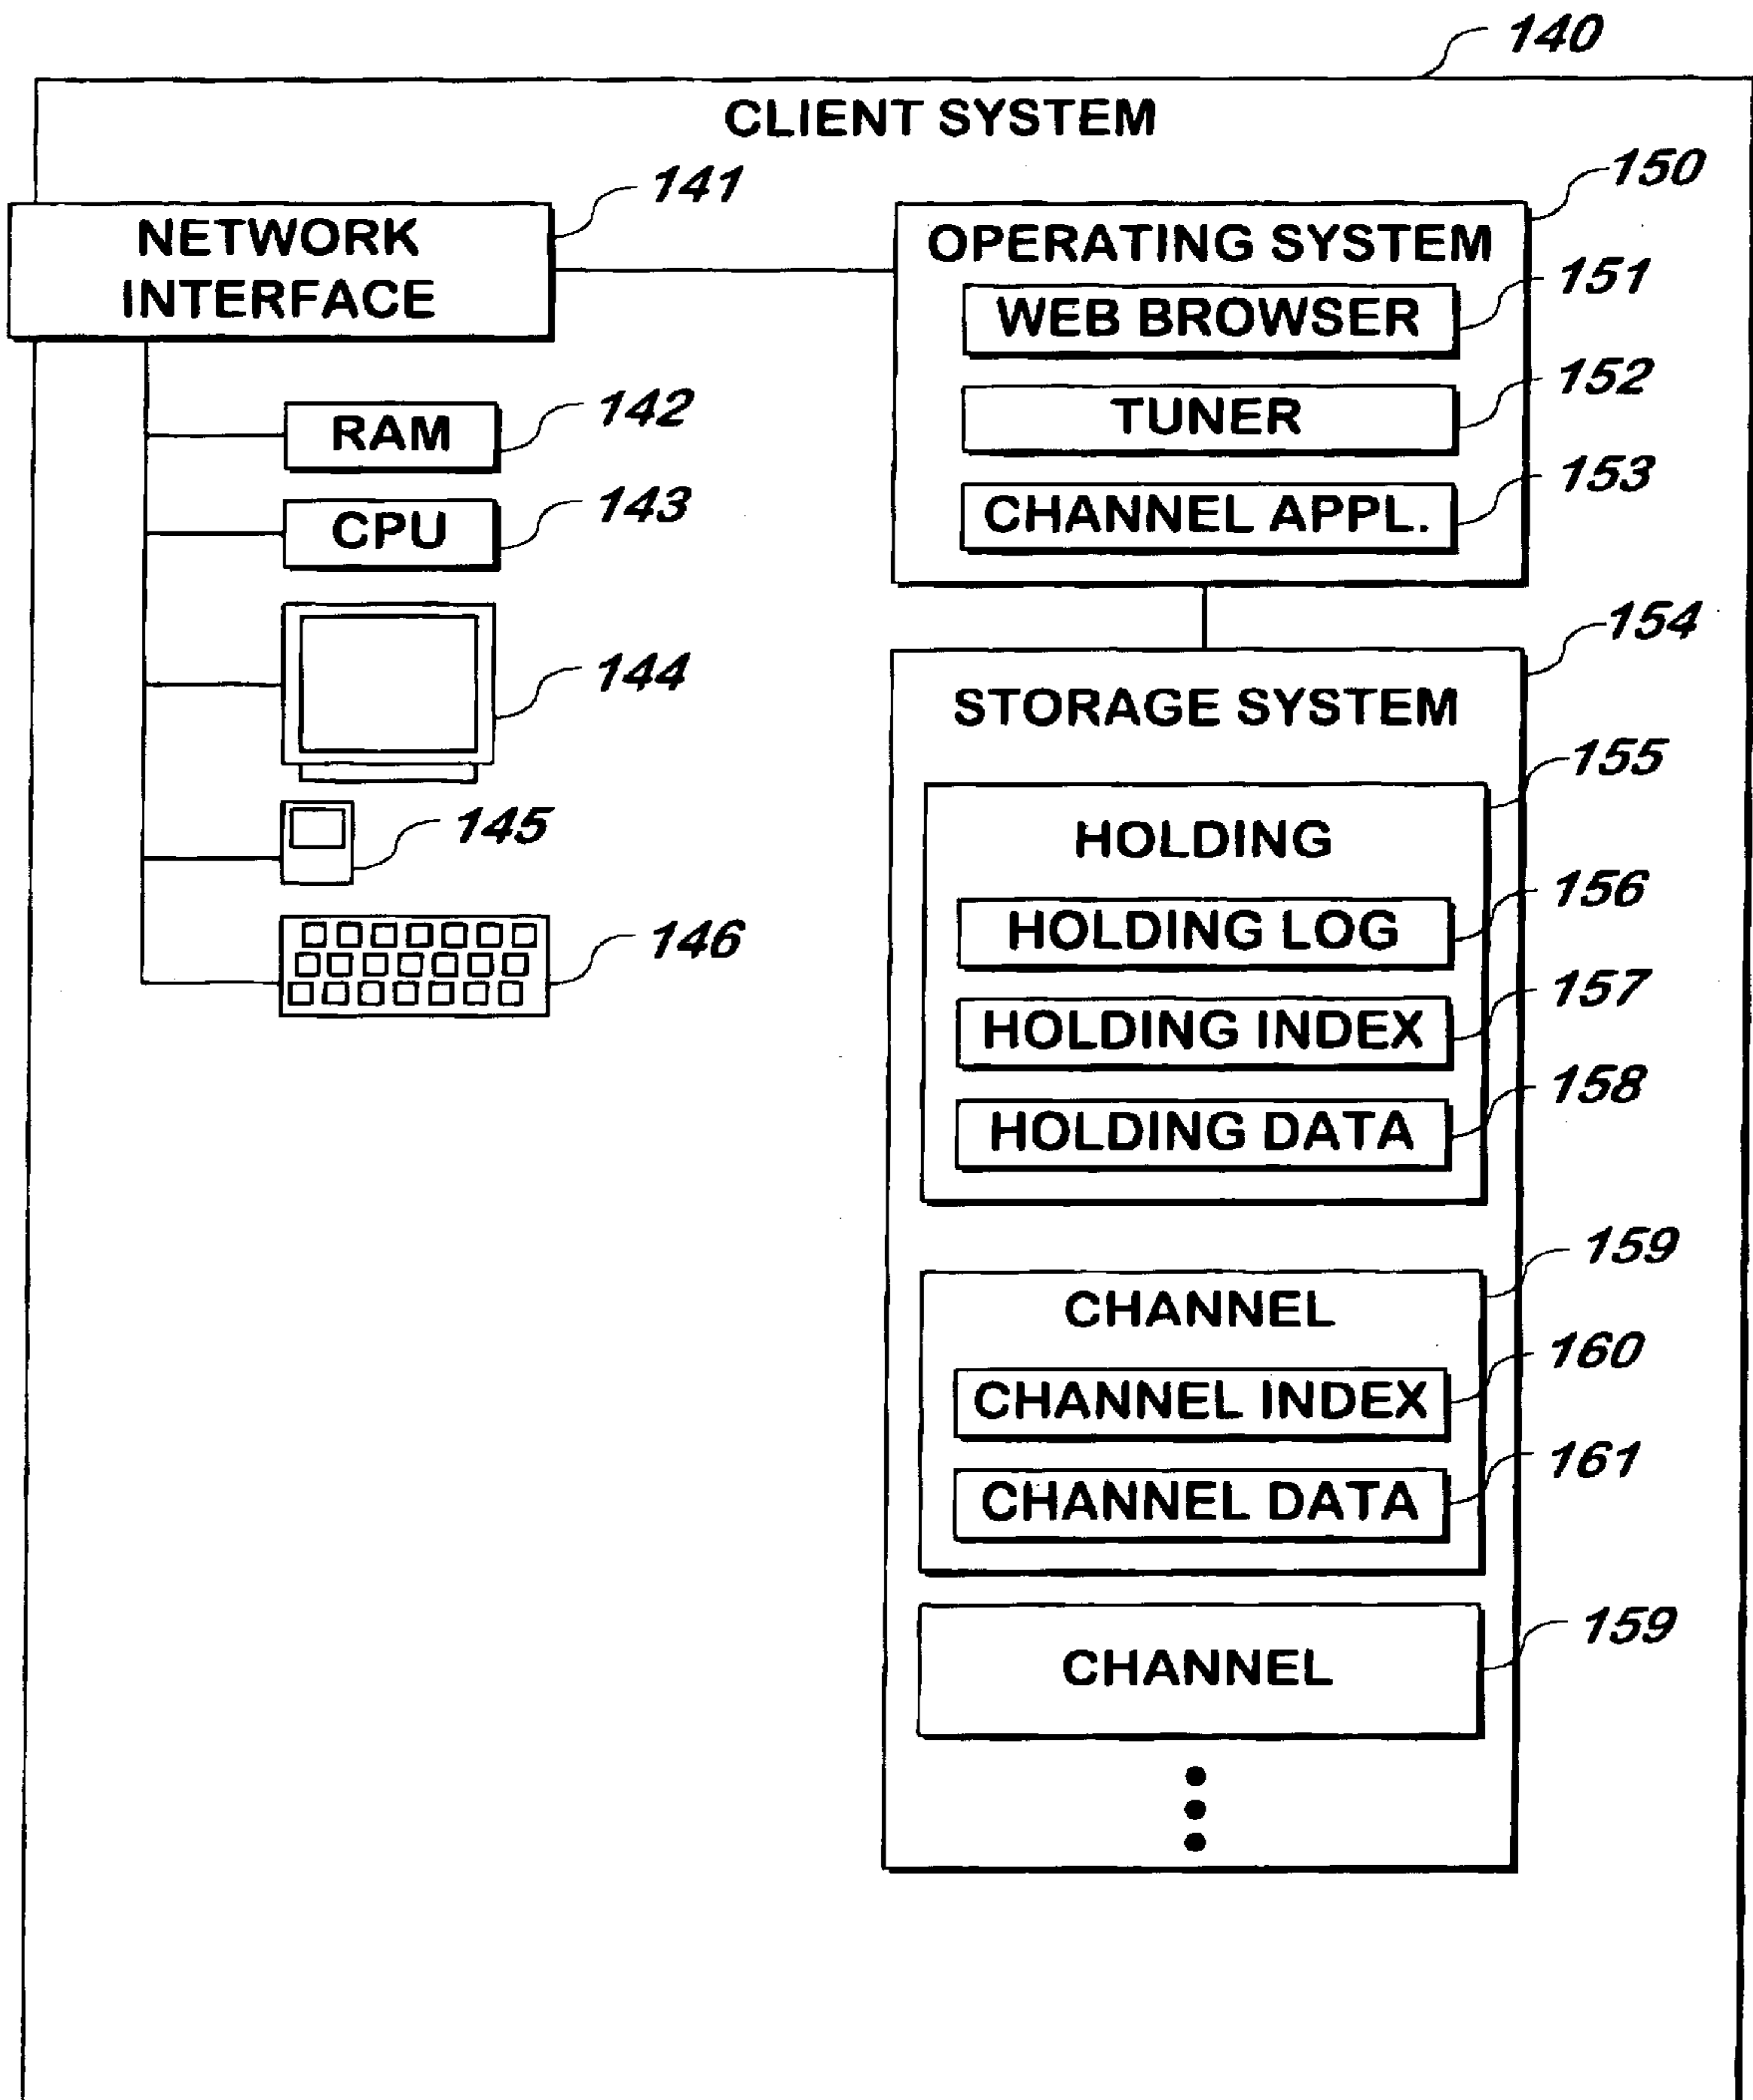 140
CLIENT SYSTEM
141
NETWORK
INTERFACE
RAM
142
CPU
143
144
145
146
150
OPERATING SYSTEM
151
WEB BROWSER
152
TUNER
153
CHANNEL APPL.
154
STORAGE SYSTEM
155
HOLDING
156
HOLDING LOG
157
HOLDING INDEX
158
HOLDING DATA
159
CHANNEL
160
CHANNEL INDEX
161
CHANNEL DATA
159
CHANNEL